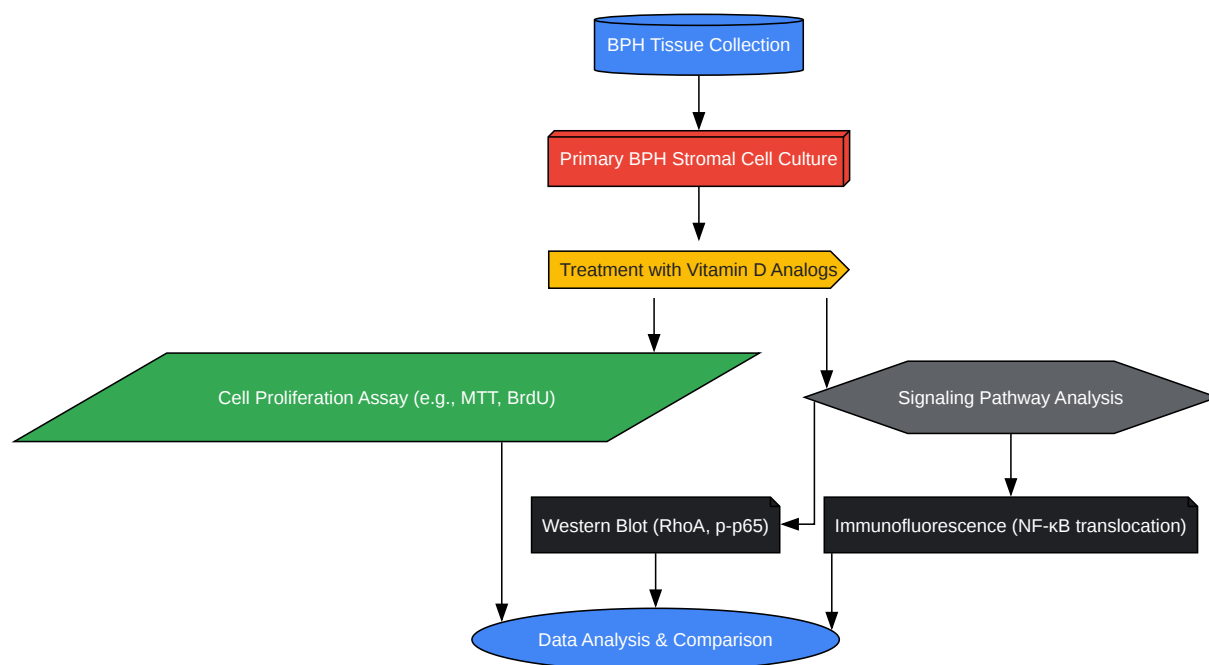 BPH Tissue Collection
Primary BPH Stromal Cell Culture
Treatment with Vitamin D Analogs
Cell Proliferation Assay (e.g., MTT, BrdU)
Signaling Pathway Analysis
Western Blot (RhoA, p-p65)
Immunofluorescence (NF-κB translocation)
Data Analysis & Comparison